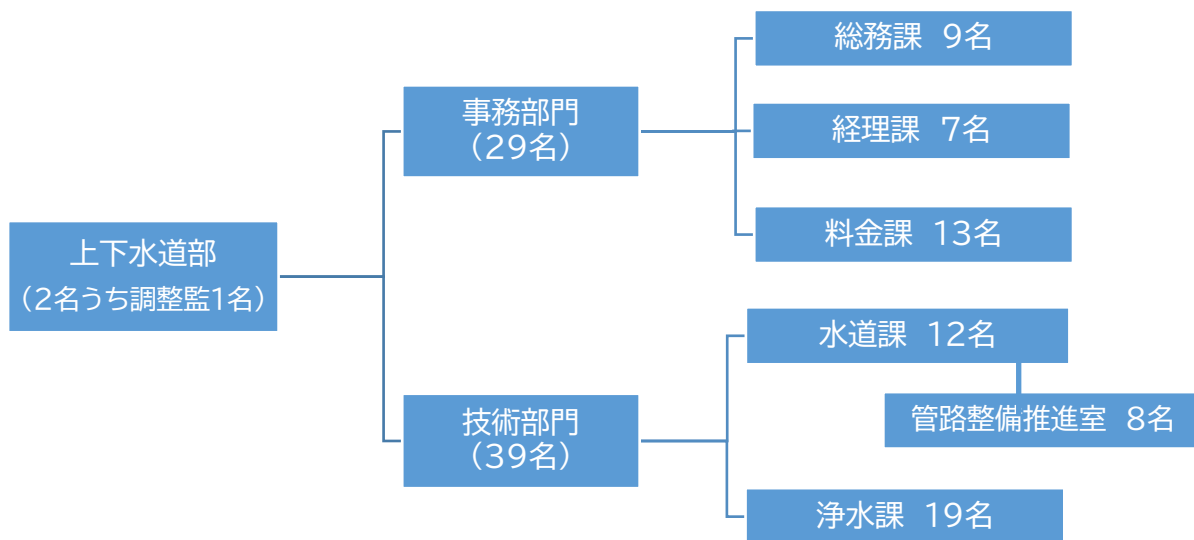 総務課 9名
事務部門
（29名）
経理課 7名
料金課 13名
上下水道部
（2名うち調整監1名）
水道課 12名
管路整備推進室 8名
技術部門
（39名）
浄水課 19名